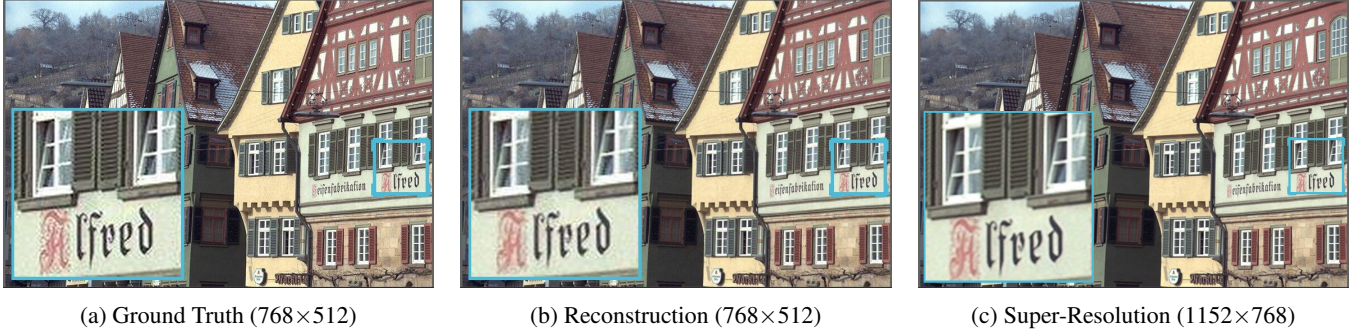 Seifenfabrikation
Alfred
Alfred
Seifenfabrikation
Alfred
Alfred
Seifenfabrikation
Alfred
Alfred
(a) Ground Truth (768×512)
(b) Reconstruction (768×512)
(c) Super-Resolution (1152×768)